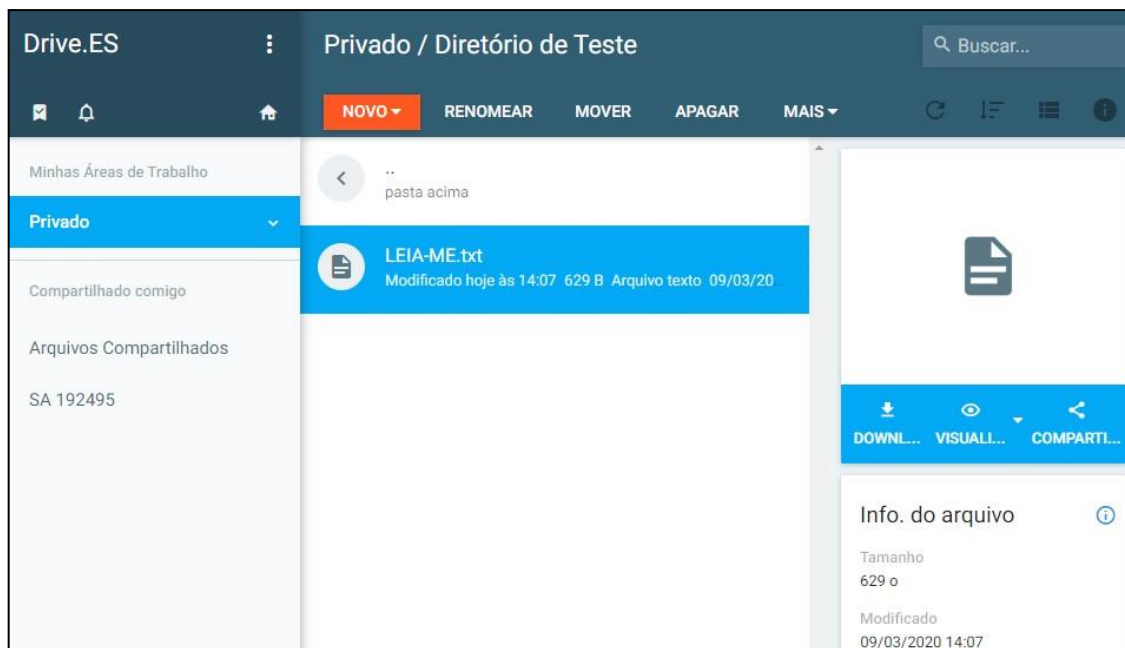 Drive.ES
Privado / Diretório de Teste
Buscar...
NOVO RENOMEAR MOVER APAGAR MAIS
Minhas Áreas de Trabalho
Privado
Compartilhado comigo
Arquivos Compartilhados
SA 192495
..
pasta acima
LEIA-ME.txt
Modificado hoje às 14:07 629 B Arquivo texto 09/03/20...
DOWNL... VISUALI... COMPARTI...
Info. do arquivo
Tamanho
629 o
Modificado
09/03/2020 14:07